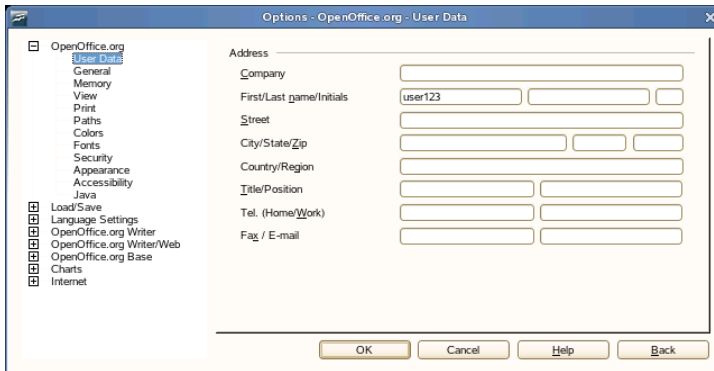 Options - OpenOffice.org - User Data
OpenOffice.org
User Data
General
Memory
View
Print
Paths
Colors
Fonts
Security
Appearance
Accessibility
Java
Load/Save
Language Settings
OpenOffice.org Writer
OpenOffice.org Writer/Web
OpenOffice.org Base
Charts
Internet
Address
Company
First/Last name/Initials user123
Street
City/State/Zip
Country/Region
Title/Position
Tel. (Home/Work)
Fax / E-mail
OK Cancel Help Back